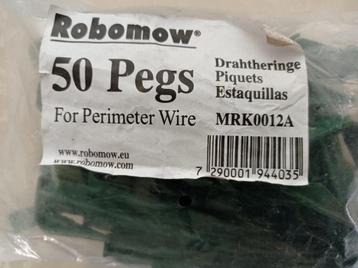 Robomow®
50 Pegs
Drahtheringe
Piquets
Estaquillas
For Perimeter Wire MRK0012A
www.robomow.eu
www.robomow.com
7 290001 944035